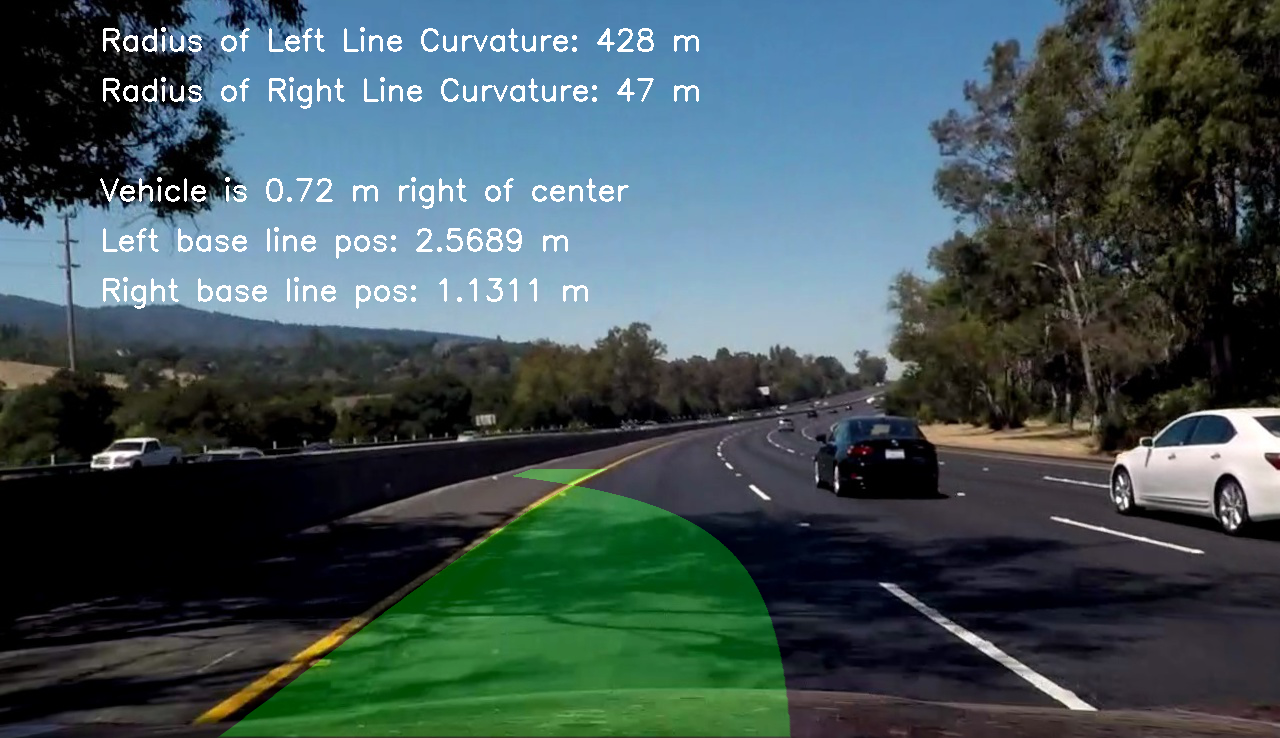 Radius of Left Line Curvature: 428 m
Radius of Right Line Curvature: 47 m
Vehicle is 0.72 m right of center
Left base line pos: 2.5689 m
Right base line pos: 1.1311 m